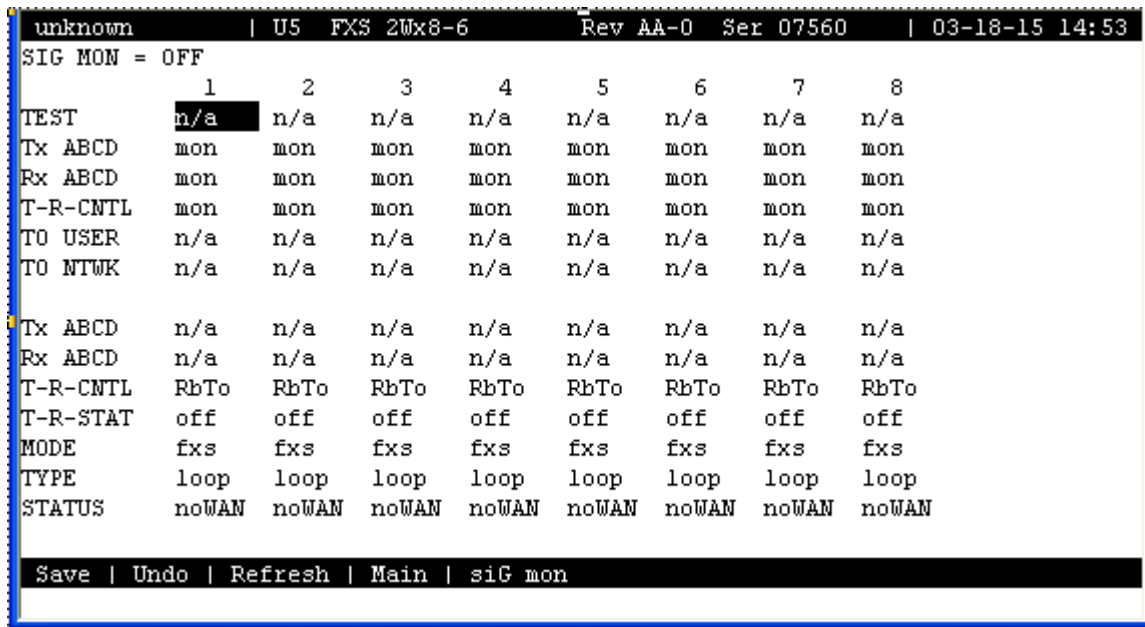 unknown | U5 FXS 2Wx8-6 Rev AA-0 Ser 07560 | 03-18-15 14:53
SIG MON = OFF
1 2 3 4 5 6 7 8
TEST n/a n/a n/a n/a n/a n/a n/a n/a
Tx ABCD mon mon mon mon mon mon mon mon
Rx ABCD mon mon mon mon mon mon mon mon
T-R-CNTL mon mon mon mon mon mon mon mon
TO USER n/a n/a n/a n/a n/a n/a n/a n/a
TO NTWK n/a n/a n/a n/a n/a n/a n/a n/a
Tx ABCD n/a n/a n/a n/a n/a n/a n/a n/a
Rx ABCD n/a n/a n/a n/a n/a n/a n/a n/a
T-R-CNTL RbTo RbTo RbTo RbTo RbTo RbTo RbTo RbTo
T-R-STAT off off off off off off off off
MODE fxs fxs fxs fxs fxs fxs fxs fxs
TYPE loop loop loop loop loop loop loop loop
STATUS noWAN noWAN noWAN noWAN noWAN noWAN noWAN noWAN
Save | Undo | Refresh | Main | siG mon